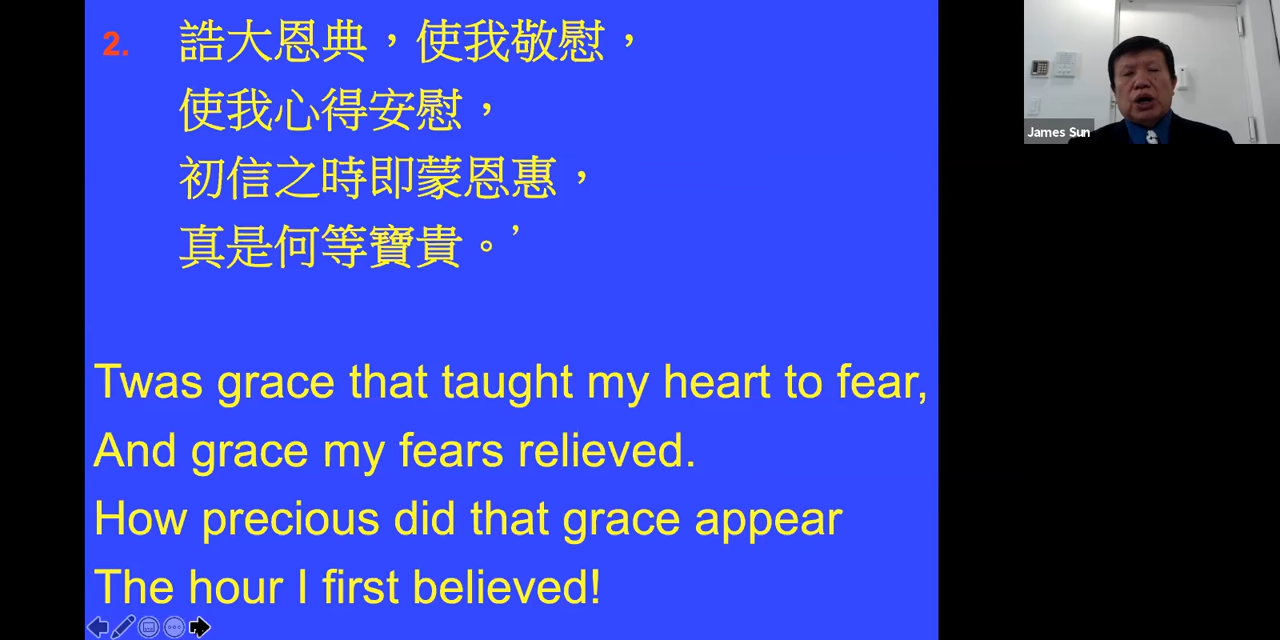 2. 誥大恩典，使我敬慰，
使我心得安慰，
初信之時即蒙恩惠，
真是何等寶貴。’
Twas grace that taught my heart to fear,
And grace my fears relieved.
How precious did that grace appear
The hour I first believed!
James Sun